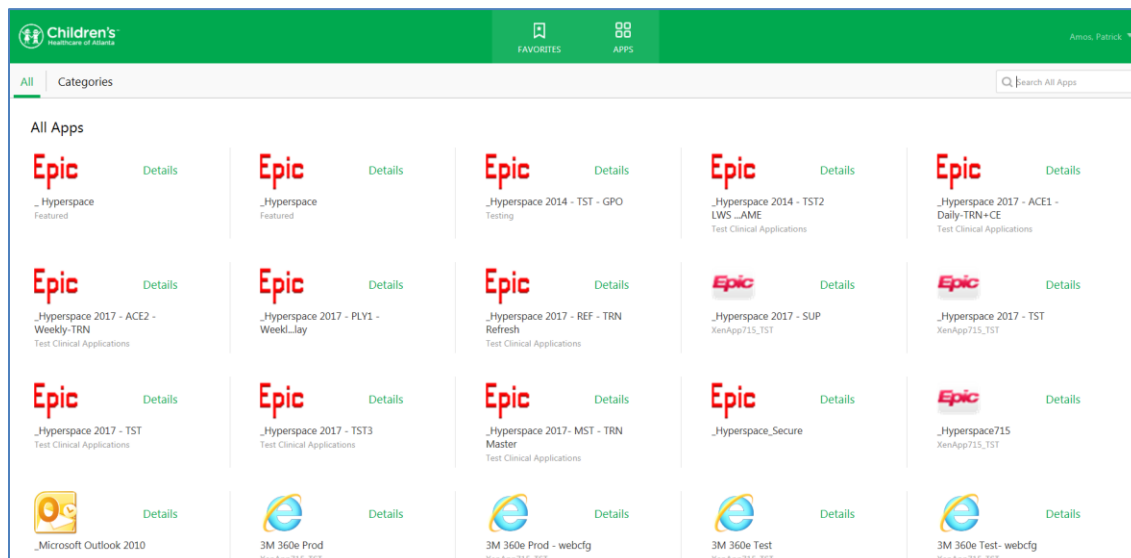 Children's
Healthcare of Atlanta
FAVORITES
APPS
Amos, Patrick
All
Categories
Search All Apps
All Apps
Epic
Details
_ Hyperspace
Featured
Epic
Details
_Hyperspace
Featured
Epic
Details
_Hyperspace 2014 - TST - GPO
Testing
Epic
Details
_Hyperspace 2014 - TST2
LWS ...AME
Test Clinical Applications
Epic
Details
_Hyperspace 2017 - ACE1 -
Daily-TRN+CE
Test Clinical Applications
Epic
Details
_Hyperspace 2017 - ACE2 -
Weekly-TRN
Test Clinical Applications
Epic
Details
_Hyperspace 2017 - PLY1 -
Weekl...lay
Epic
Details
_Hyperspace 2017 - REF - TRN
Refresh
Test Clinical Applications
Epic
Details
_Hyperspace 2017 - SUP
XenApp715_TST
Epic
Details
_Hyperspace 2017 - TST
XenApp715_TST
Epic
Details
_Hyperspace 2017 - TST
Test Clinical Applications
Epic
Details
_Hyperspace 2017 - TST3
Test Clinical Applications
Epic
Details
_Hyperspace 2017- MST - TRN
Master
Test Clinical Applications
Epic
Details
_Hyperspace_Secure
Epic
Details
_Hyperspace715
XenApp715_TST
Details
_Microsoft Outlook 2010
Details
3M 360e Prod
Details
3M 360e Prod - webcfg
Details
3M 360e Test
Details
3M 360e Test- webcfg